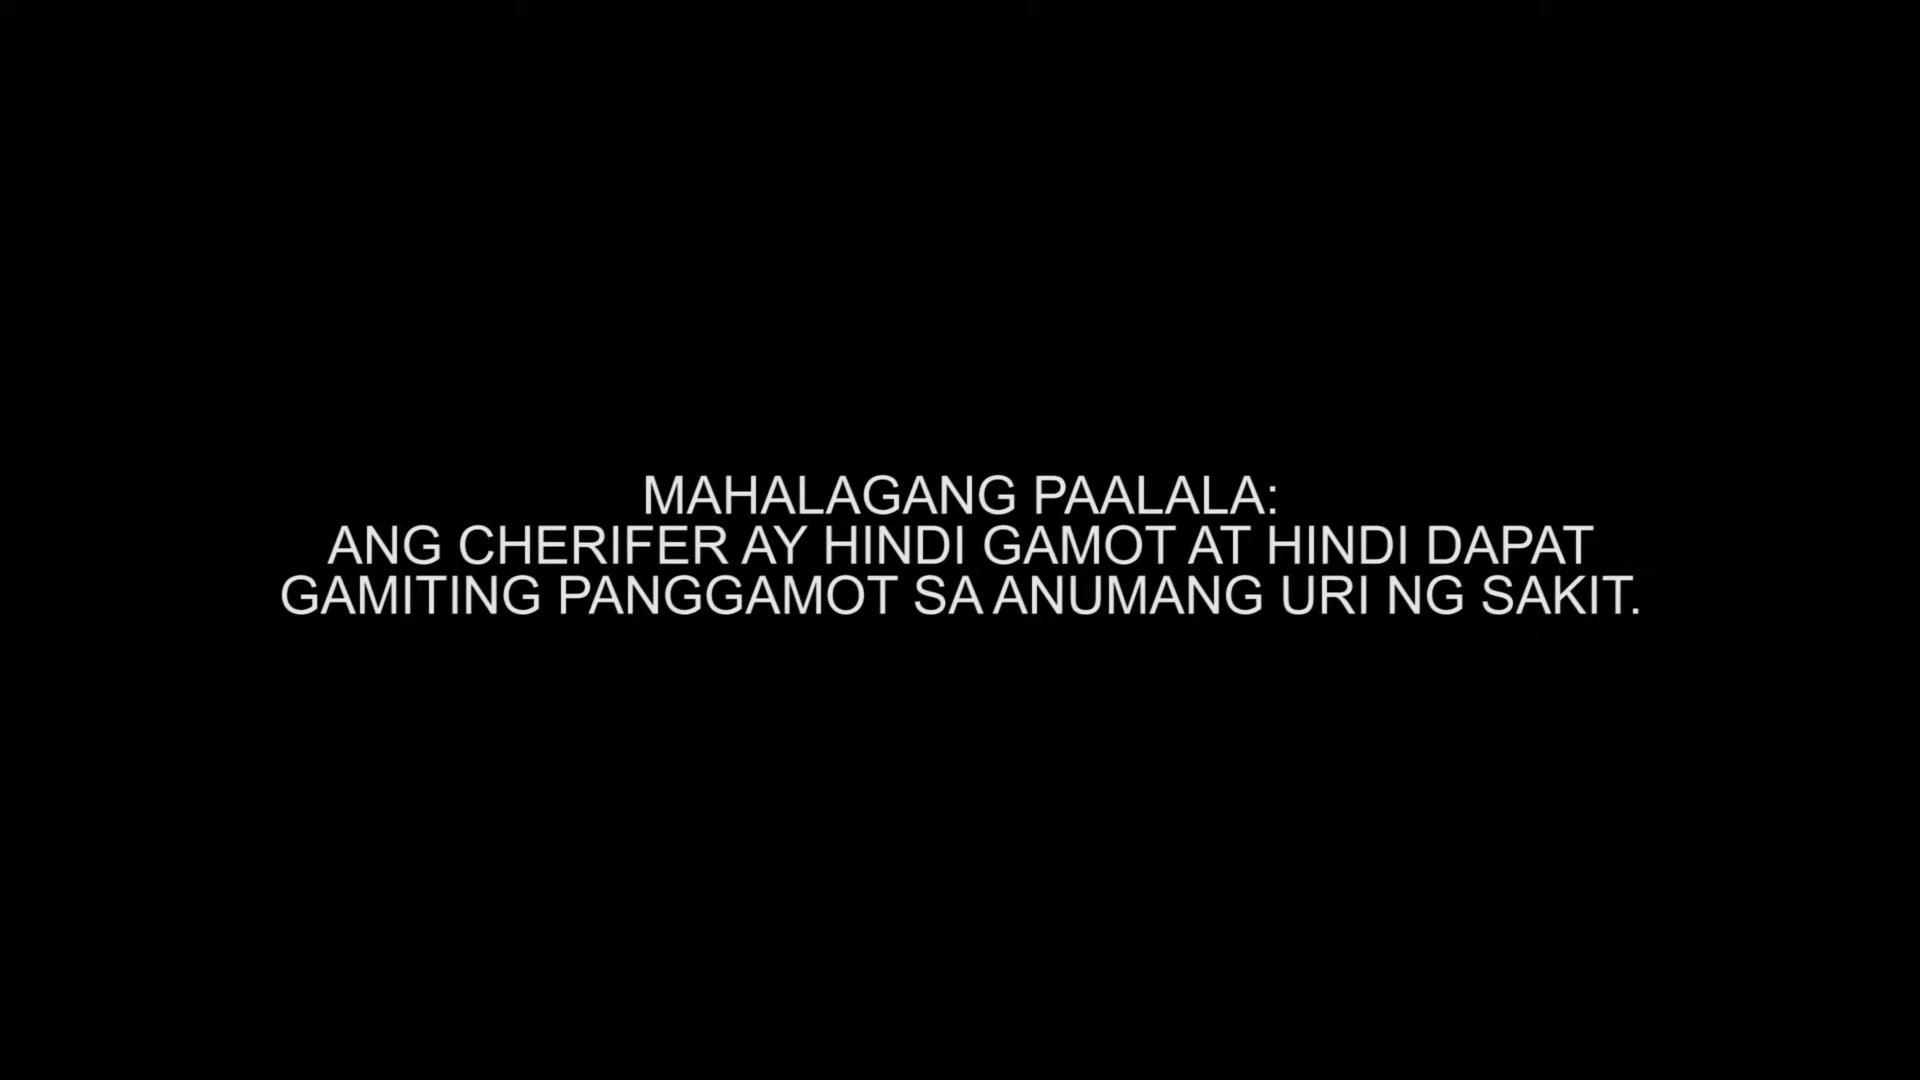 MAHALAGANG PAALALA:
ANG CHERIFER AY HINDI GAMOT AT HINDI DAPAT
GAMITING PANGGAMOT SA ANUMANG URI NG SAKIT.